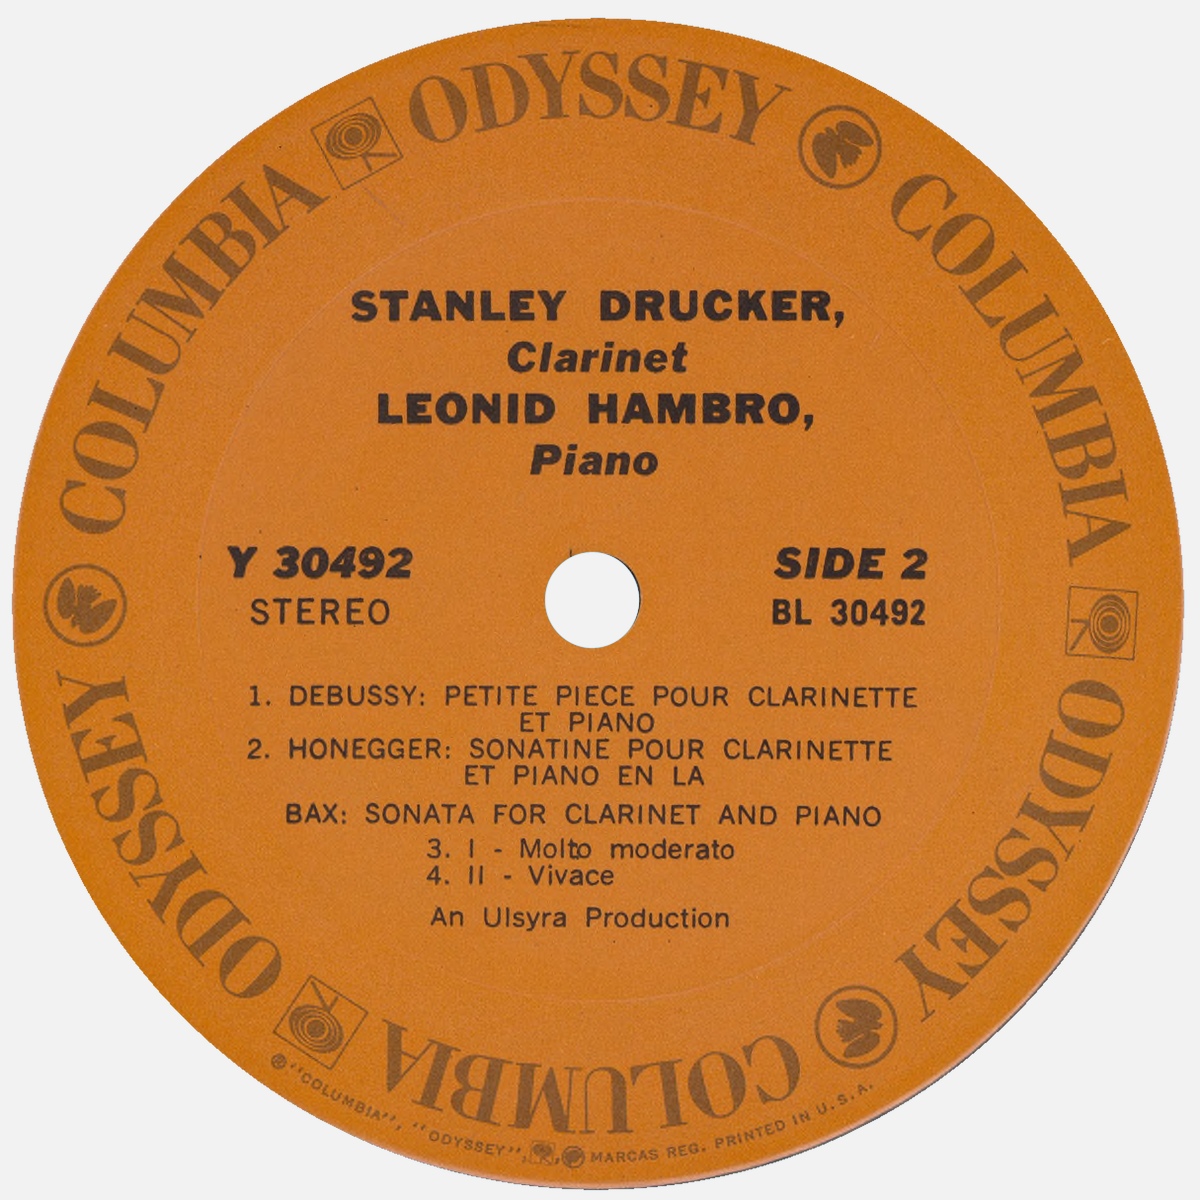 COLUMBIA ODYSSEY COLUMBIA ODYSSEY COLUMBIA ODYSSEY
STANLEY DRUCKER,
Clarinet
LEONID HAMBRO,
Piano
Y 30492
STEREO
SIDE 2
BL 30492
1. DEBUSSY: PETITE PIECE POUR CLARINETTE
ET PIANO
2. HONEGGER: SONATINE POUR CLARINETTE
ET PIANO EN LA
BAX: SONATA FOR CLARINET AND PIANO
3. I - Molto moderato
4. II - Vivace
An Ulsyra Production
® "COLUMBIA", "ODYSSEY", MARCAS REG. PRINTED IN U.S.A.